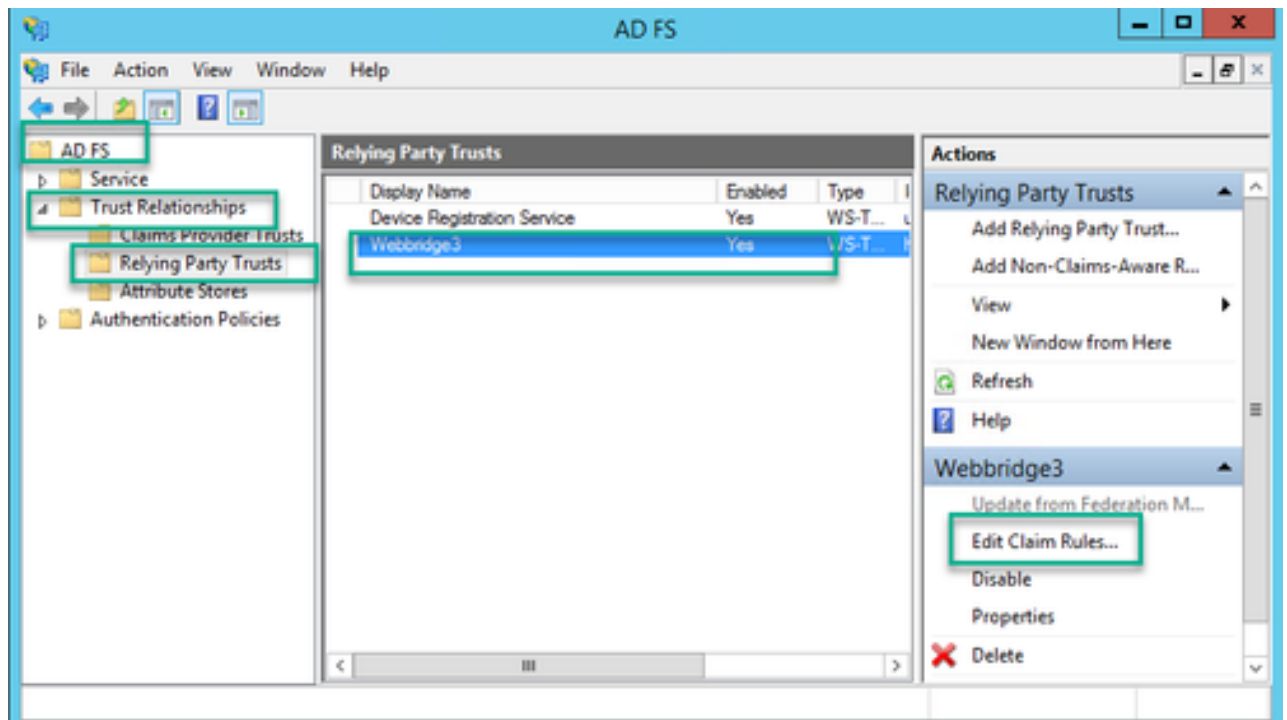 AD FS
File Action View Window Help
AD FS
Service
Trust Relationships
Claims Provider Trusts
Relying Party Trusts
Attribute Stores
Authentication Policies
Relying Party Trusts
Display Name Enabled Type
Device Registration Service Yes WS-T...
Webbridge3 Yes WS-T...
Actions
Relying Party Trusts
Add Relying Party Trust...
Add Non-Claims-Aware R...
View
New Window from Here
Refresh
Help
Webbridge3
Update from Federation M...
Edit Claim Rules...
Disable
Properties
Delete